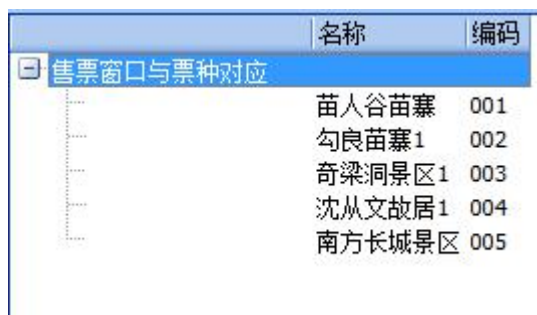 名称 编码
售票窗口与票种对应
苗人谷苗寨 001
勾良苗寨1 002
奇梁洞景区1 003
沈从文故居1 004
南方长城景区 005